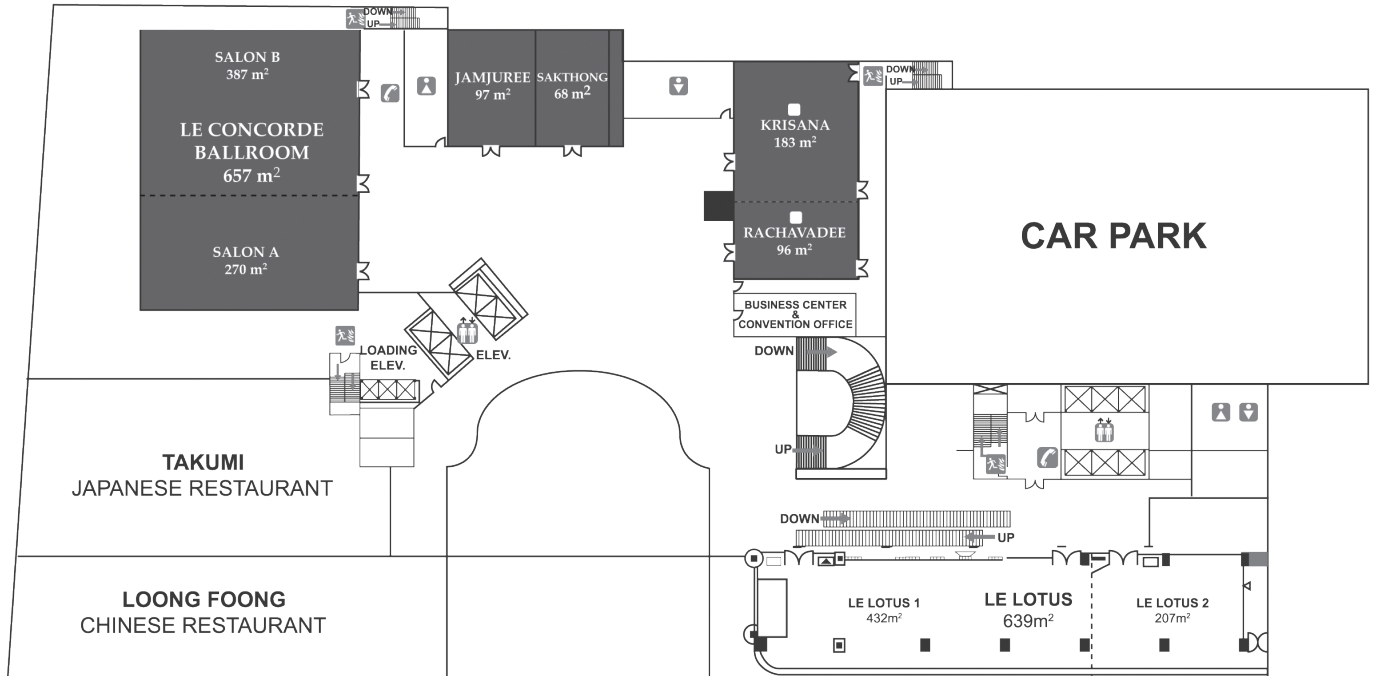 DOWN
UP
SALON B
387 m²
LE CONCORDE
BALLROOM
657 m²
SALON A
270 m²
JAMJUREE
97 m²
SAKTHONG
68 m²
KRISANA
183 m²
RACHAVADEE
96 m²
DOWN
UP
CAR PARK
BUSINESS CENTER
&
CONVENTION OFFICE
DOWN
UP
LOADING
ELEV.
ELEV.
TAKUMI
JAPANESE RESTAURANT
LOONG FOONG
CHINESE RESTAURANT
DOWN
UP
LE LOTUS 1
432m²
LE LOTUS
639m²
LE LOTUS 2
207m²